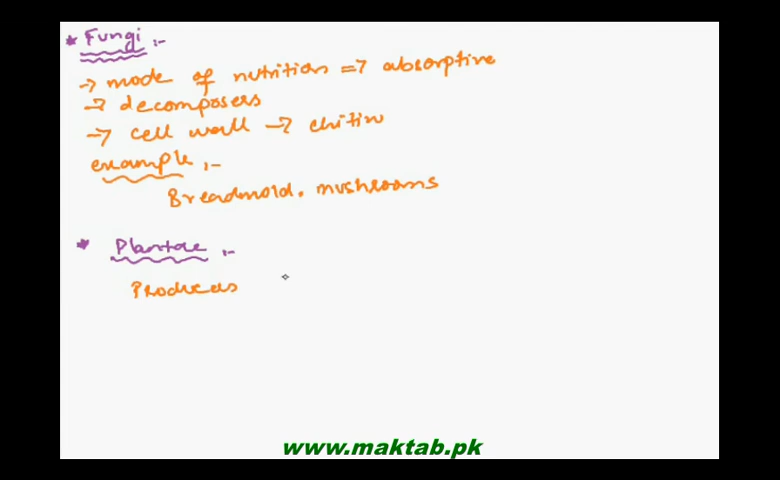 * Fungi :-
-> mode of nutrition => absorptive
-> decomposers
-> cell wall -> chitin
example :-
Breadmold, mushrooms
* Plantae :-
Producers
www.maktab.pk